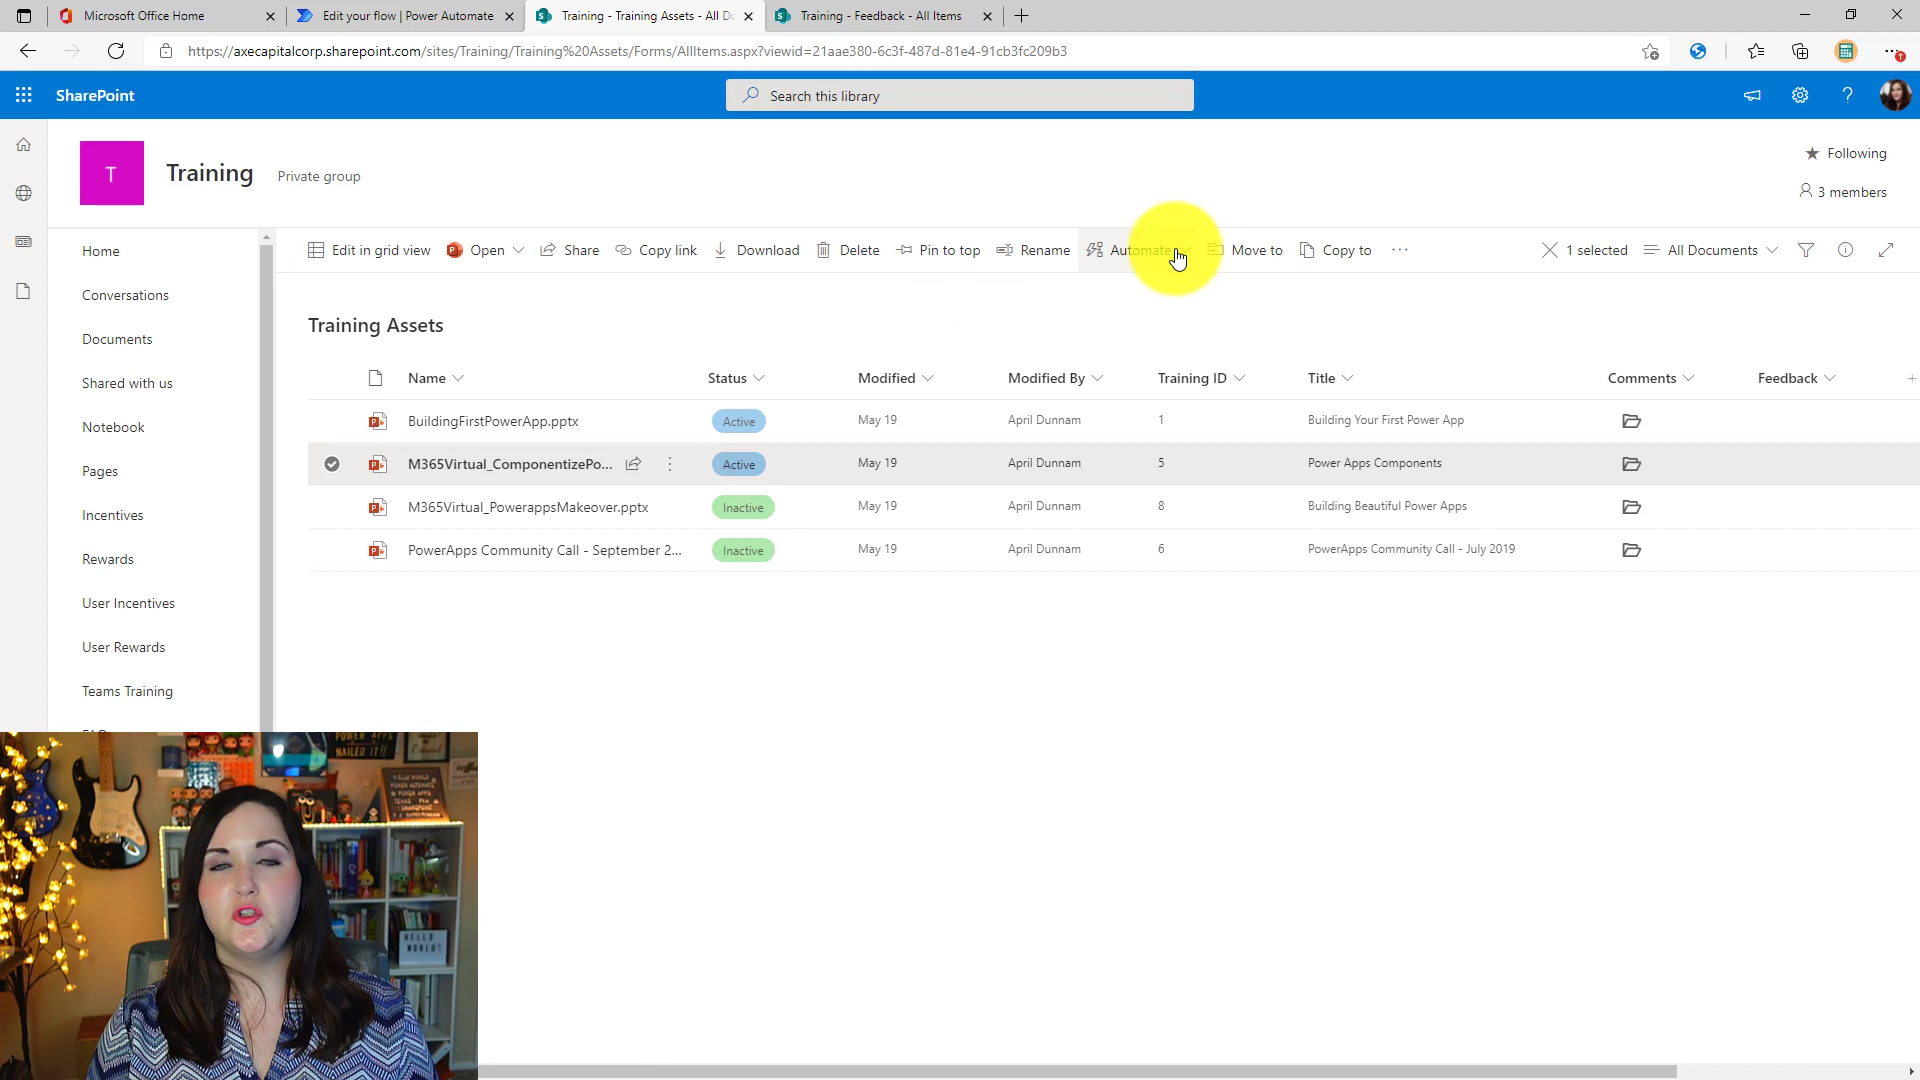 Microsoft Office Home
Edit your flow | Power Automate
Training - Training Assets - All Do
Training - Feedback - All Items
https://axecapitalcorp.sharepoint.com/sites/Training/Training%20Assets/Forms/AllItems.aspx?viewid=21aae380-6c3f-487d-81e4-91cb3fc209b3
SharePoint
Search this library
T
Training
Private group
Following
3 members
Home
Conversations
Documents
Shared with us
Notebook
Pages
Incentives
Rewards
User Incentives
User Rewards
Teams Training
FAQ
Edit in grid view
Open
Share
Copy link
Download
Delete
Pin to top
Rename
Automate
Move to
Copy to
1 selected
All Documents
Training Assets
Name Status Modified Modified By Training ID Title Comments Feedback
BuildingFirstPowerApp.pptx Active May 19 April Dunnam 1 Building Your First Power App
M365Virtual_ComponentizePo... Active May 19 April Dunnam 5 Power Apps Components
M365Virtual_PowerappsMakeover.pptx Inactive May 19 April Dunnam 8 Building Beautiful Power Apps
PowerApps Community Call - September 2... Inactive May 19 April Dunnam 6 PowerApps Community Call - July 2019
POWER APPS
NAILED IT!!
HELLO
WORLD!